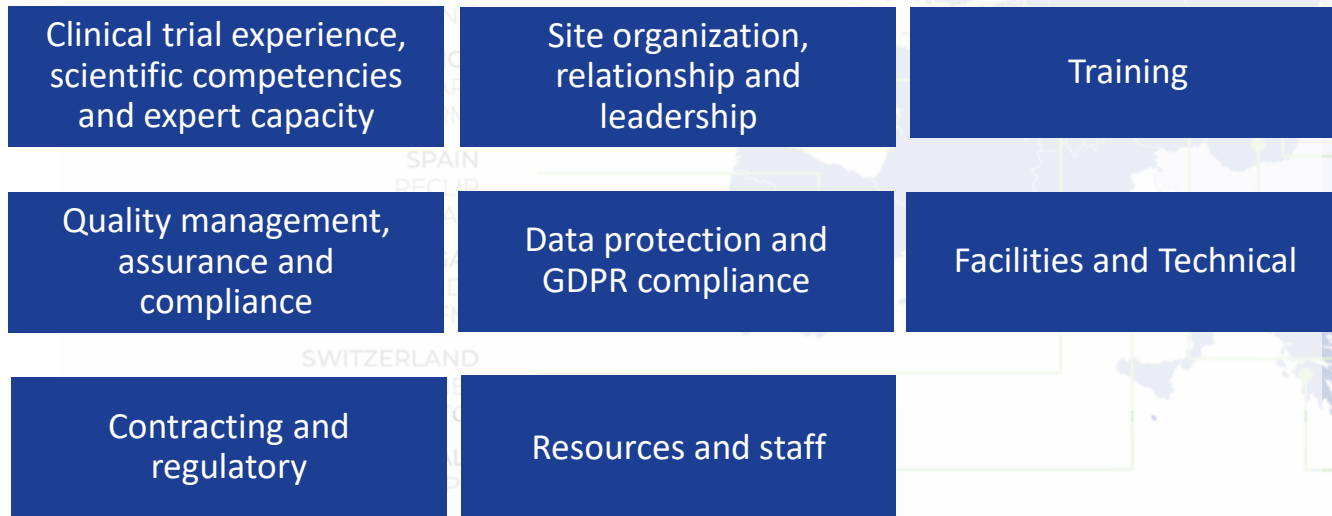 Clinical trial experience,
scientific competencies
and expert capacity
Site organization,
relationship and
leadership
Training
SPAIN
Quality management,
assurance and
compliance
Data protection and
GDPR compliance
Facilities and Technical
SWITZERLAND
Contracting and
regulatory
Resources and staff